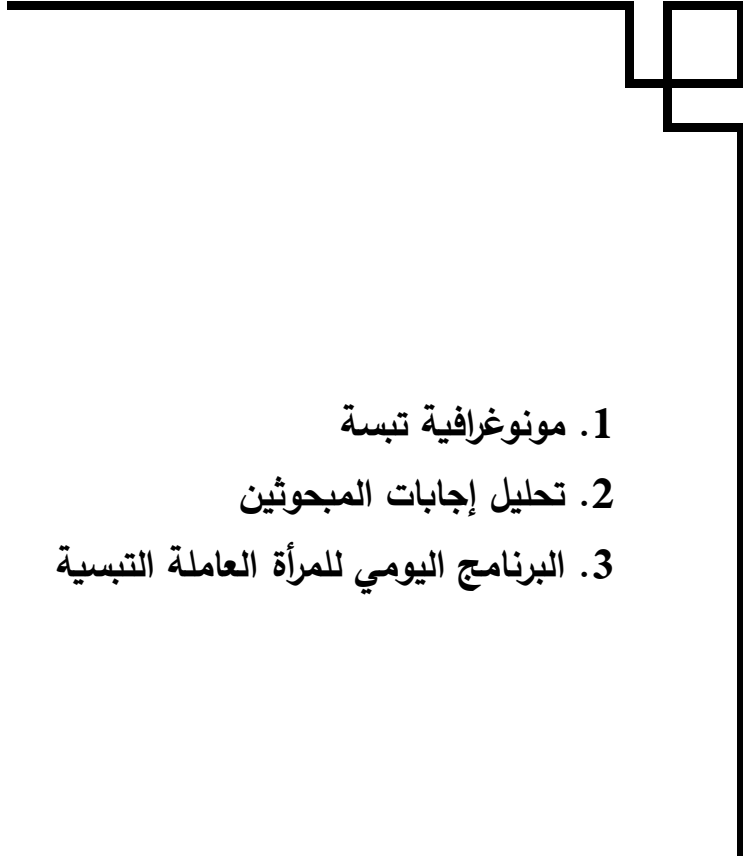 1. مونوغرافية تبسة
2. تحليل إجابات المبحوثين
3. البرنامج اليومي للمرأة العاملة التبسية